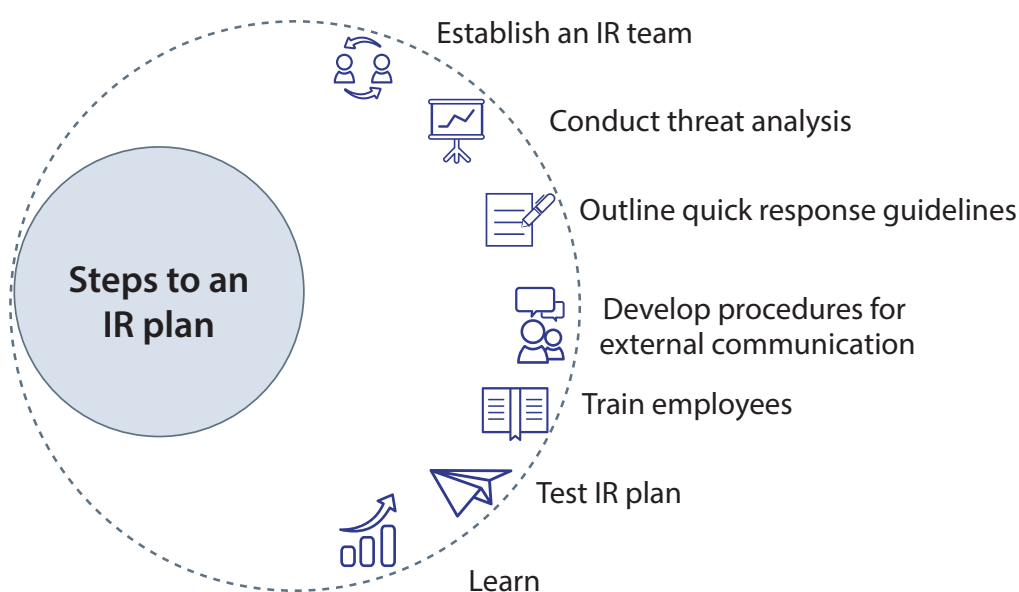 Steps to an
IR plan
Establish an IR team
Conduct threat analysis
Outline quick response guidelines
Develop procedures for
external communication
Train employees
Test IR plan
Learn